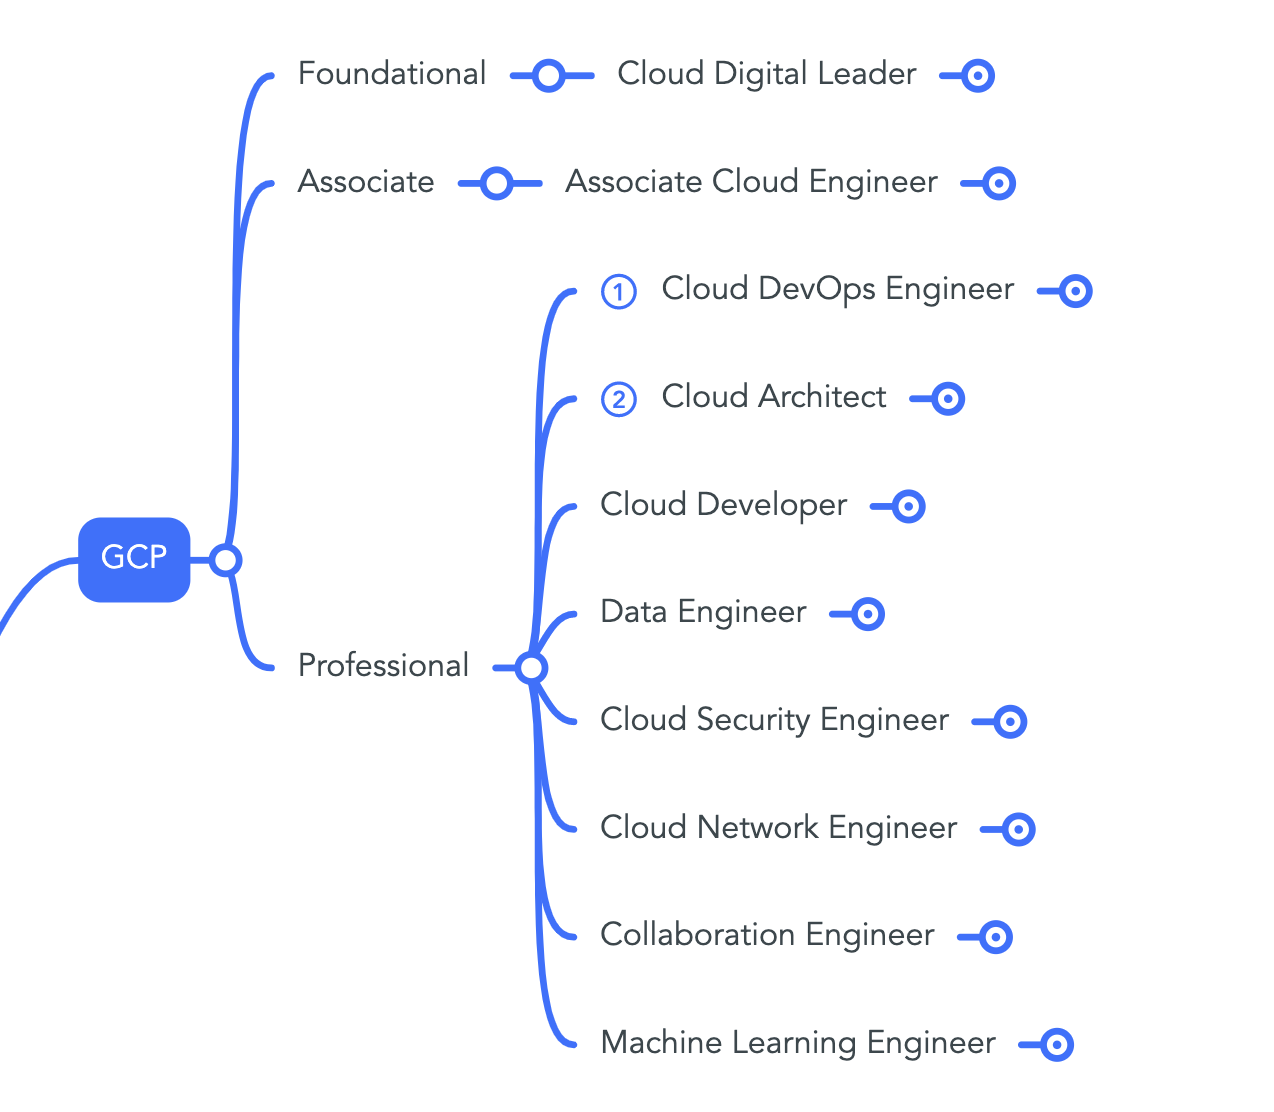 Foundational
Cloud Digital Leader
Associate
Associate Cloud Engineer
1 Cloud DevOps Engineer
2 Cloud Architect
Cloud Developer
GCP
Data Engineer
Professional
Cloud Security Engineer
Cloud Network Engineer
Collaboration Engineer
Machine Learning Engineer